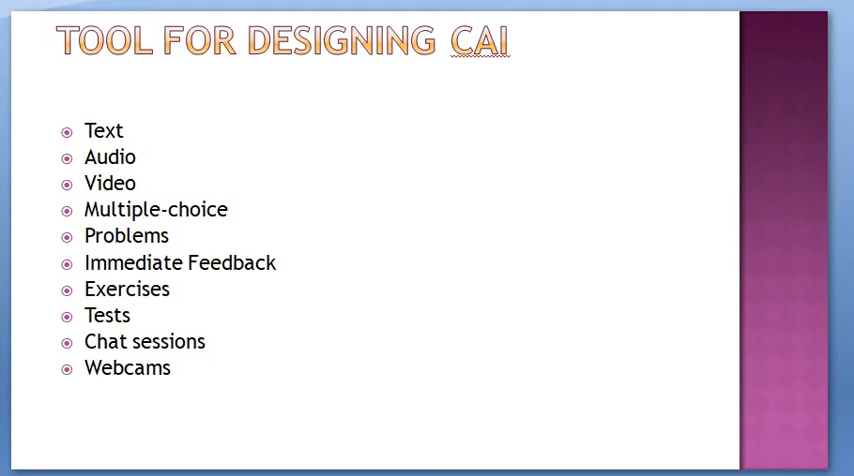 TOOL FOR DESIGNING CAI
Text
Audio
Video
Multiple-choice
Problems
Immediate Feedback
Exercises
Tests
Chat sessions
Webcams